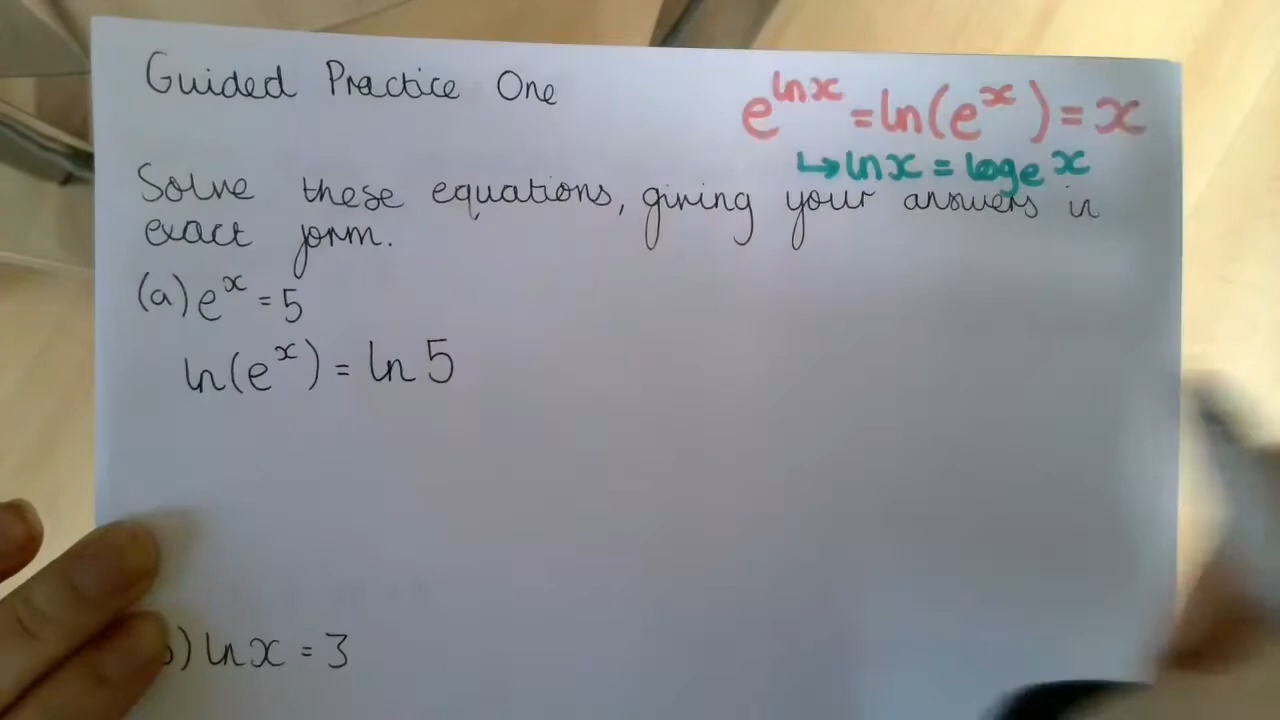 Guided Practice One
e^{ln x} = ln(e^x) = x
↳ ln x = log_e x
Solve these equations, giving your answers in
exact form.
(a) e^x = 5
ln(e^x) = ln 5
) ln x = 3